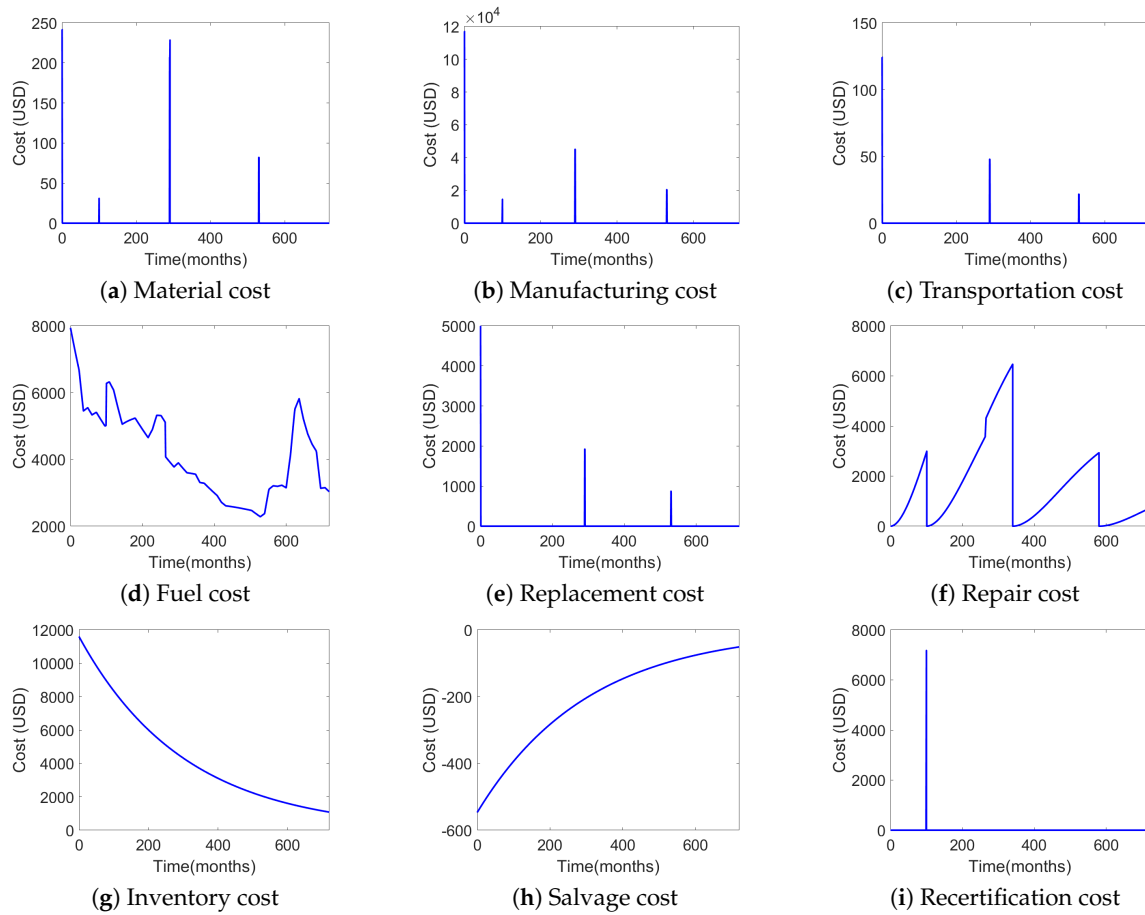 250
200
150
100
50
0
Cost (USD)
0 200 400 600
Time(months)
(a) Material cost
× 10⁴
12
10
8
6
4
2
0
Cost (USD)
0 200 400 600
Time(months)
(b) Manufacturing cost
150
100
50
0
Cost (USD)
0 200 400 600
Time(months)
(c) Transportation cost
8000
6000
4000
2000
Cost (USD)
0 200 400 600
Time(months)
(d) Fuel cost
5000
4000
3000
2000
1000
0
Cost (USD)
0 200 400 600
Time(months)
(e) Replacement cost
8000
6000
4000
2000
0
Cost (USD)
0 200 400 600
Time(months)
(f) Repair cost
12000
10000
8000
6000
4000
2000
0
Cost (USD)
0 200 400 600
Time(months)
(g) Inventory cost
0
-200
-400
-600
Cost (USD)
0 200 400 600
Time(months)
(h) Salvage cost
8000
6000
4000
2000
0
Cost (USD)
0 200 400 600
Time(months)
(i) Recertification cost